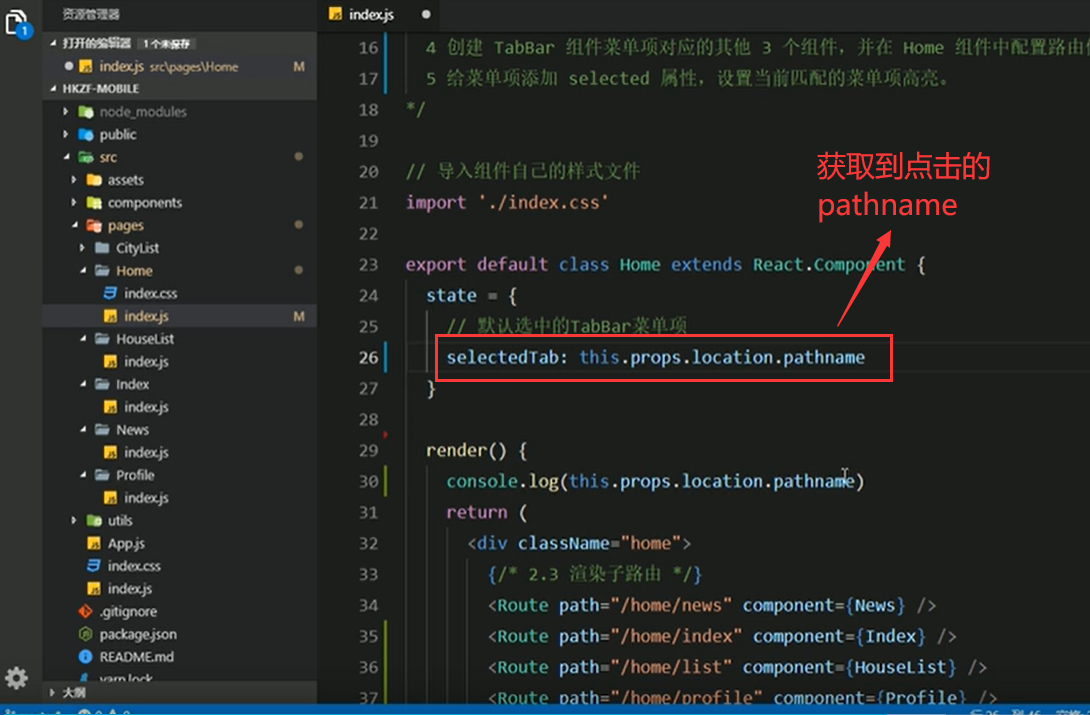 1
资源管理器
打开的编辑器 1 个未保存
index.js src\pages\Home M
HKZF-MOBILE
node_modules
public
src
assets
components
pages
CityList
Home
index.css
index.js M
HouseList
index.js
Index
index.js
News
index.js
Profile
index.js
utils
App.js
index.css
index.js
.gitignore
package.json
README.md
yarn.lock
大纲
index.js
16 4 创建 TabBar 组件菜单项对应的其他 3 个组件，并在 Home 组件中配置路由
17 5 给菜单项添加 selected 属性，设置当前匹配的菜单项高亮。
18 */
19
20 // 导入组件自己的样式文件
21 import './index.css'
22
23 export default class Home extends React.Component {
24 state = {
25 // 默认选中的TabBar菜单项
26 selectedTab: this.props.location.pathname
27 }
28
29 render() {
30 console.log(this.props.location.pathname)
31 return (
32 <div className="home">
33 {/* 2.3 渲染子路由 */}
34 <Route path="/home/news" component={News} />
35 <Route path="/home/index" component={Index} />
36 <Route path="/home/list" component={HouseList} />
37 <Route path="/home/profile" component={Profile} />
获取到点击的
pathname